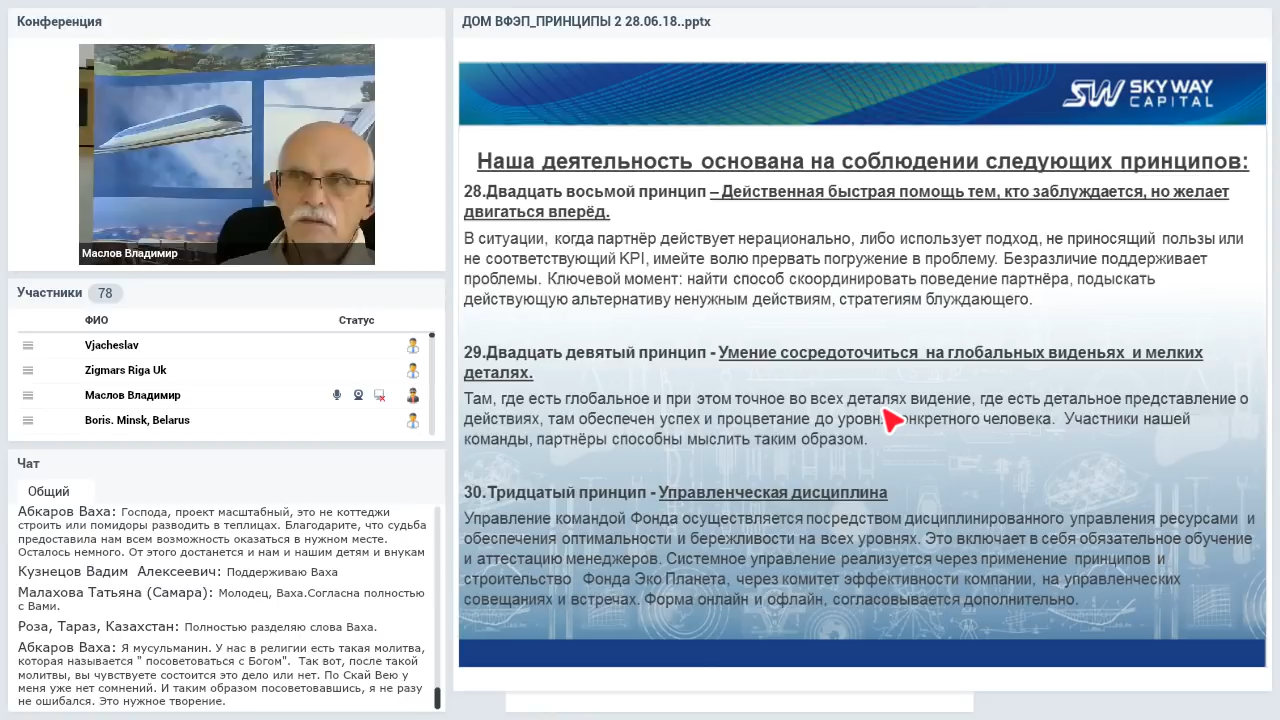 Конференция
Маслов Владимир
Участники 78
ФИО Статус
Vjacheslav
Zigmars Riga Uk
Маслов Владимир
Boris. Minsk, Belarus
Чат
Общий
Абкаров Ваха: Господа, проект масштабный, это не коттеджи
строить или помидоры разводить в теплицах. Благодарите, что судьба
предоставила нам всем возможность оказаться в нужном месте.
Осталось немного. От этого достанется и нам и нашим детям и внукам
Кузнецов Вадим Алексеевич: Поддерживаю Ваха
Малахова Татьяна (Самара): Молодец, Ваха.Согласна полностью
с Вами.
Роза, Тараз, Казахстан: Полностью разделяю слова Ваха.
Абкаров Ваха: Я мусульманин. У нас в религии есть такая молитва,
которая называется " посоветоваться с Богом". Так вот, после такой
молитвы, вы чувствуете состоится это дело или нет. По Скай Вею у
меня уже нет сомнений. И таким образом посоветовавшись, я не разу
не ошибался. Это нужное творение.
ДОМ ВФЭП_ПРИНЦИПЫ 2 28.06.18..pptx
SW SKY WAY
CAPITAL
Наша деятельность основана на соблюдении следующих принципов:
28.Двадцать восьмой принцип – Действенная быстрая помощь тем, кто заблуждается, но желает
двигаться вперёд.
В ситуации, когда партнёр действует нерационально, либо использует подход, не приносящий пользы или
не соответствующий KPI, имейте волю прервать погружение в проблему. Безразличие поддерживает
проблемы. Ключевой момент: найти способ скоординировать поведение партнёра, подыскать
действующую альтернативу ненужным действиям, стратегиям блуждающего.
29.Двадцать девятый принцип - Умение сосредоточиться на глобальных виденьях и мелких
деталях.
Там, где есть глобальное и при этом точное во всех деталях видение, где есть детальное представление о
действиях, там обеспечен успех и процветание до уровня конкретного человека. Участники нашей
команды, партнёры способны мыслить таким образом.
30.Тридцатый принцип - Управленческая дисциплина
Управление командой Фонда осуществляется посредством дисциплинированного управления ресурсами и
обеспечения оптимальности и бережливости на всех уровнях. Это включает в себя обязательное обучение
и аттестацию менеджеров. Системное управление реализуется через применение принципов и
строительство Фонда Эко Планета, через комитет эффективности компании, на управленческих
совещаниях и встречах. Форма онлайн и офлайн, согласовывается дополнительно.